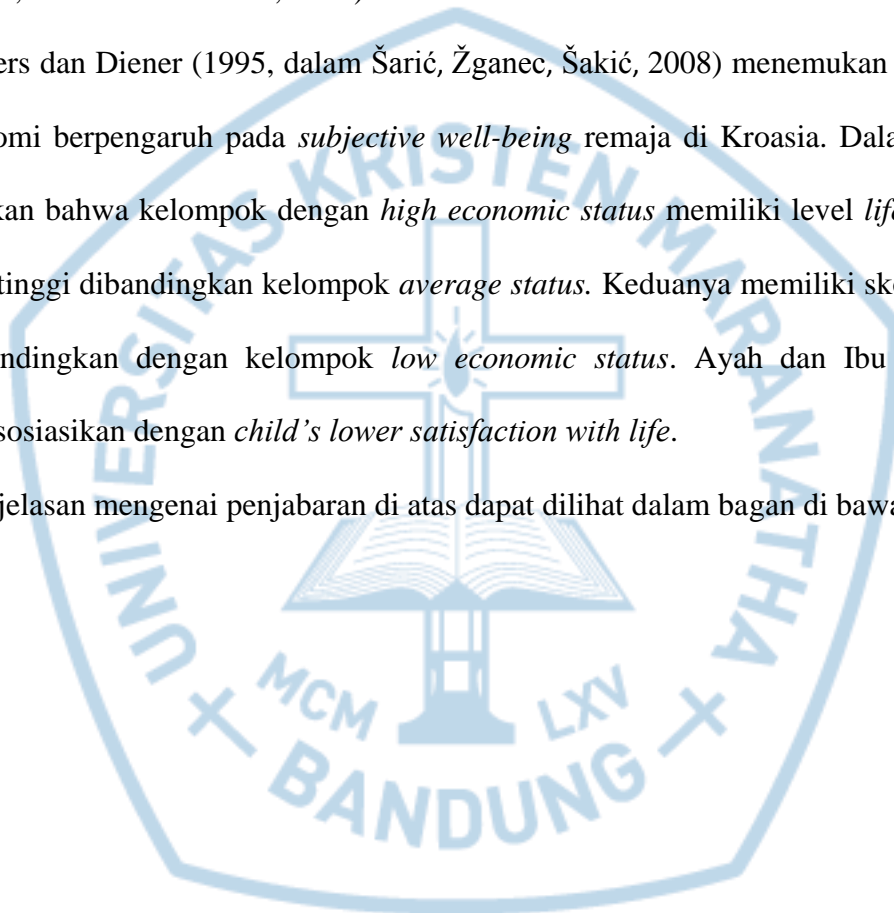 ers dan Diener (1995, dalam Šarić, Žganec, Šakić, 2008) menemukan
omi berpengaruh pada subjective well-being remaja di Kroasia. Dala
kan bahwa kelompok dengan high economic status memiliki level life
tinggi dibandingkan kelompok average status. Keduanya memiliki sk
ndingkan dengan kelompok low economic status. Ayah dan Ibu
sosiasikan dengan child's lower satisfaction with life.
jelasan mengenai penjabaran di atas dapat dilihat dalam bagan di bawa
UNIVERSITAS KRISTEN MARANATHA
MCM LXV
BANDUNG